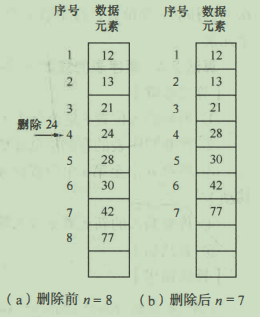 序号 数据 序号 数据
元素 元素
1 12 1 12
2 13 2 13
3 21 3 21
删除 24
4 24 4 28
5 28 5 30
6 30 6 42
7 42 7 77
8 77
(a)删除前 n=8 (b)删除后 n=7